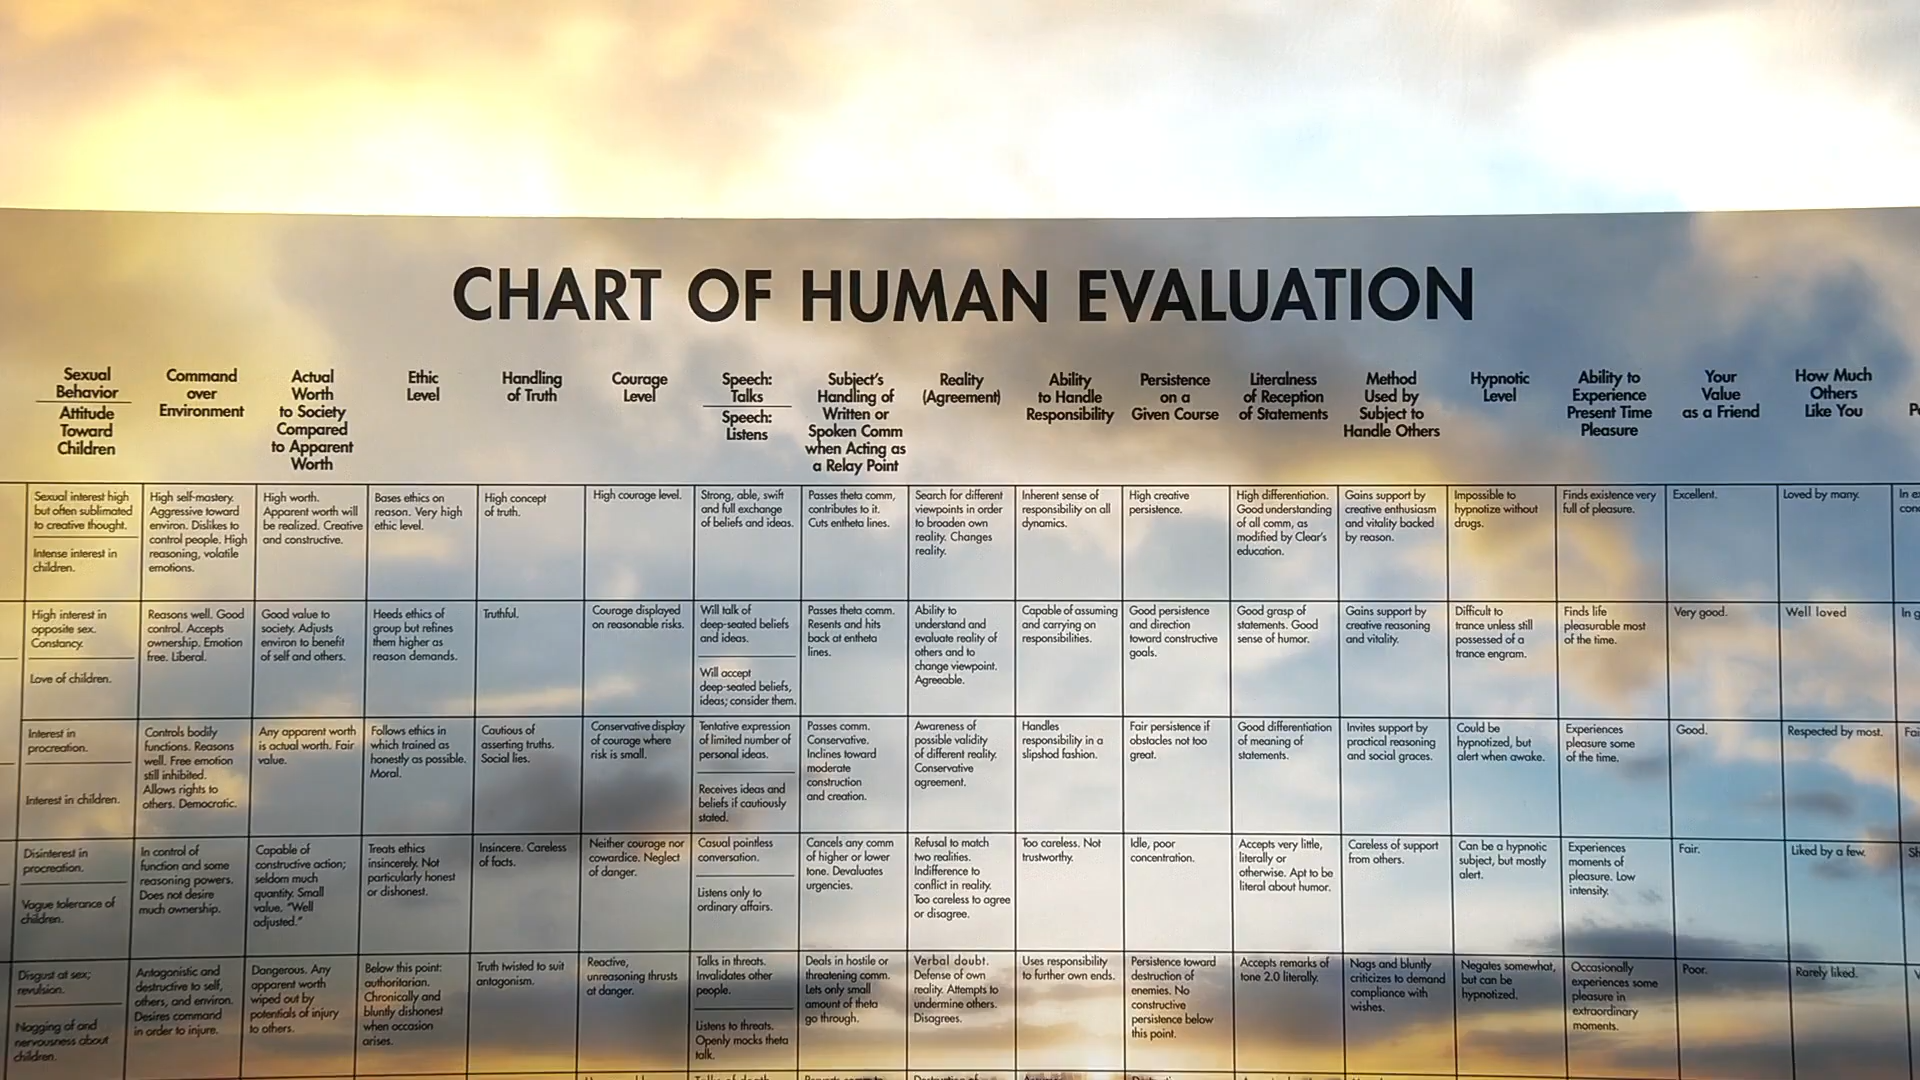 CHART OF HUMAN EVALUATION
Sexual
Behavior
Attitude
Toward
Children
Command
over
Environment
Actual
Worth
to Society
Compared
to Apparent
Worth
Ethic
Level
Handling
of Truth
Courage
Level
Speech:
Talks
Speech:
Listens
Subject's
Handling of
Written or
Spoken Comm
when Acting as
a Relay Point
Reality
(Agreement)
Ability
to Handle
Responsibility
Persistence
on a
Given Course
Literalness
of Reception
of Statements
Method
Used by
Subject to
Handle Others
Hypnotic
Level
Ability to
Experience
Present Time
Pleasure
Your
Value
as a Friend
How Much
Others
Like You
Sexual interest high
but often sublimated
to creative thought.
Intense interest in
children.
High self-mastery.
Aggressive toward
environ. Dislikes to
control people. High
reasoning, volatile
emotions.
High worth.
Apparent worth will
be realized. Creative
and constructive.
Bases ethics on
reason. Very high
ethic level.
High concept
of truth.
High courage level.
Strong, able, swift
and full exchange
of beliefs and ideas.
Passes theta comm,
contributes to it.
Cuts entheta lines.
Search for different
viewpoints in order
to broaden own
reality. Changes
reality.
Inherent sense of
responsibility on all
dynamics.
High creative
persistence.
High differentiation.
Good understanding
of all comm, as
modified by Clear's
education.
Gains support by
creative enthusiasm
and vitality backed
by reason.
Impossible to
hypnotize without
drugs.
Finds existence very
full of pleasure.
Excellent.
Loved by many.
In
High interest in
opposite sex.
Constancy.
Love of children.
Reasons well. Good
control. Accepts
ownership. Emotion
free. Liberal.
Good value to
society. Adjusts
environ to benefit
of self and others.
Heeds ethics of
group but refines
them higher as
reason demands.
Truthful.
Courage displayed
on reasonable risks.
Will talk of
deep-seated beliefs
and ideas.
Will accept
deep-seated beliefs,
ideas; consider them.
Passes theta comm.
Resents and hits
back at entheta
lines.
Ability to
understand and
evaluate reality of
others and to
change viewpoint.
Agreeable.
Capable of assuming
and carrying on
responsibilities.
Good persistence
and direction
toward constructive
goals.
Good grasp of
statements. Good
sense of humor.
Gains support by
creative reasoning
and vitality.
Difficult to
trance unless still
possessed of a
trance engram.
Finds life
pleasurable most
of the time.
Very good.
Well loved
In
Interest in
procreation.
Interest in children.
Controls bodily
functions. Reasons
well. Free emotion
still inhibited.
Allows rights to
others. Democratic.
Any apparent worth
is actual worth. Fair
value.
Follows ethics in
which trained as
honestly as possible.
Moral.
Cautious of
asserting truths.
Social lies.
Conservative display
of courage where
risk is small.
Tentative expression
of limited number of
personal ideas.
Receives ideas and
beliefs if cautiously
stated.
Passes comm.
Conservative.
Inclines toward
moderate
construction
and creation.
Awareness of
possible validity
of different reality.
Conservative
agreement.
Handles
responsibility in a
slipshod fashion.
Fair persistence if
obstacles not too
great.
Good differentiation
of meaning of
statements.
Invites support by
practical reasoning
and social graces.
Could be
hypnotized, but
alert when awake.
Experiences
pleasure some
of the time.
Good.
Respected by most.
Disinterest in
procreation.
Vague tolerance of
children.
In control of
function and some
reasoning powers.
Does not desire
much ownership.
Capable of
constructive action;
seldom much
quantity. Small
value. "Well
adjusted."
Treats ethics
insincerely. Not
particularly honest
or dishonest.
Insincere. Careless
of facts.
Neither courage nor
cowardice. Neglect
of danger.
Casual pointless
conversation.
Listens only to
ordinary affairs.
Cancels any comm
of higher or lower
tone. Devaluates
urgencies.
Refusal to match
two realities.
Indifference to
conflict in reality.
Too careless to agree
or disagree.
Too careless. Not
trustworthy.
Idle, poor
concentration.
Accepts very little,
literally or
otherwise. Apt to be
literal about humor.
Careless of support
from others.
Can be a hypnotic
subject, but mostly
alert.
Experiences
moments of
pleasure. Low
intensity.
Fair.
Liked by a few.
Disgust at sex;
revulsion.
Nagging of and
nervousness about
children.
Antagonistic and
destructive to self,
others, and environ.
Desires command
in order to injure.
Dangerous. Any
apparent worth
wiped out by
potentials of injury
to others.
Below this point:
authoritarian.
Chronically and
bluntly dishonest
when occasion
arises.
Truth twisted to suit
antagonism.
Reactive,
unreasoning thrusts
at danger.
Talks in threats.
Invalidates other
people.
Listens to threats.
Openly mocks theta
talk.
Deals in hostile or
threatening comm.
Lets only small
amount of theta
go through.
Verbal doubt.
Defense of own
reality. Attempts to
undermine others.
Disagrees.
Uses responsibility
to further own ends.
Persistence toward
destruction of
enemies. No
constructive
persistence below
this point.
Accepts remarks of
tone 2.0 literally.
Nags and bluntly
criticizes to demand
compliance with
wishes.
Negates somewhat,
but can be
hypnotized.
Occasionally
experiences some
pleasure in
extraordinary
moments.
Poor.
Rarely liked.